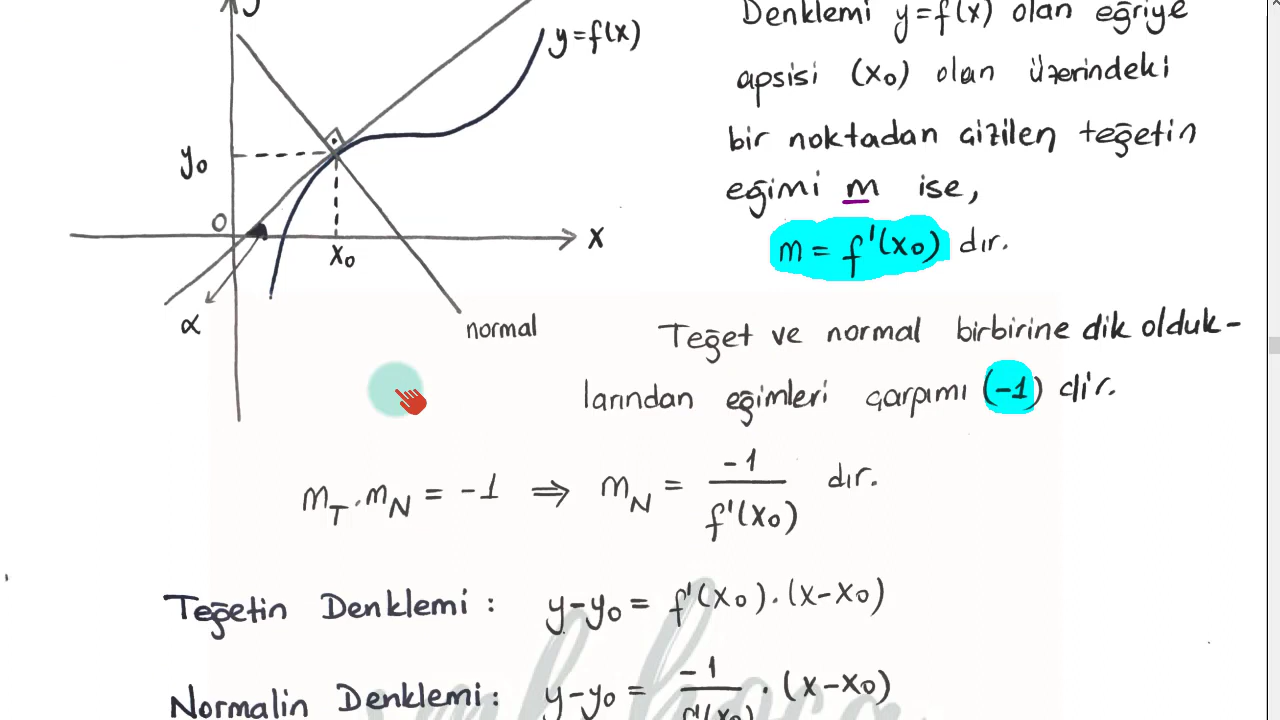 y
y=f(x)
y₀
0
x₀
x
α
normal
Denklemi y=f(x) olan eğriye
apsisi (x₀) olan üzerindeki
bir noktadan çizilen teğetin
eğimi m ise,
m = f'(x₀) dır.
Teğet ve normal birbirine dik olduk-
larından eğimleri çarpımı (-1) dir.
m_T . m_N = -1 ⇒ m_N = -1/f'(x₀) dır.
Teğetin Denklemi : y-y₀ = f'(x₀).(x-x₀)
Normalin Denklemi : y-y₀ = -1/f'(x₀) . (x-x₀)